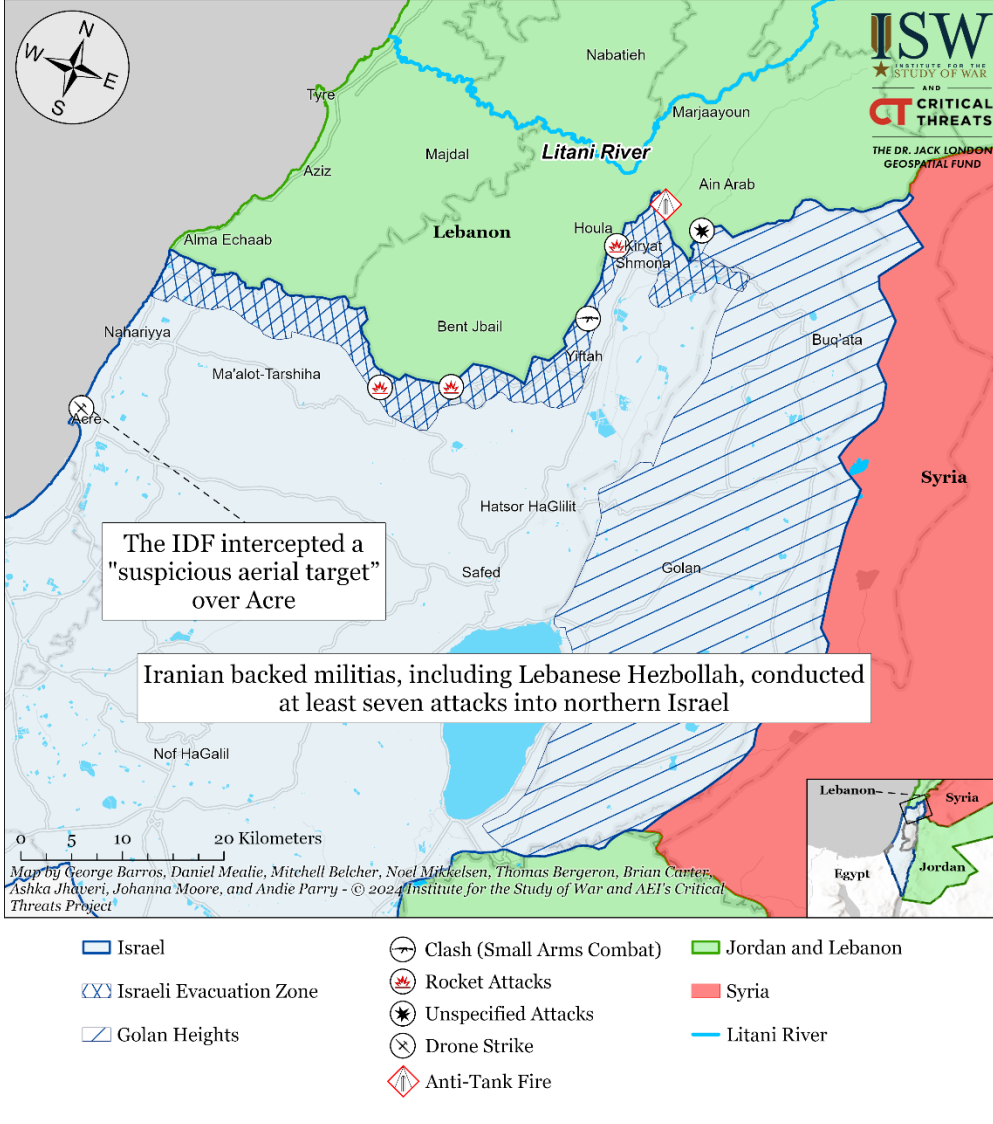 N
W
E
S
ISW
INSTITUTE FOR THE
STUDY OF WAR
AND
CT CRITICAL
THREATS
THE DR. JACK LONDON
GEOSPATIAL FUND
Nabatieh
Tyre
Marjaayoun
Majdal
Litani River
Aziz
Ain Arab
Houla
Lebanon
Alma Echaab
Kiryat
Shmona
Bent Jbail
Nahariyya
Buq'ata
Yiftah
Ma'alot-Tarshiha
Acre
Syria
Hatsor HaGlilit
The IDF intercepted a
"suspicious aerial target”
over Acre
Safed
Golan
Iranian backed militias, including Lebanese Hezbollah, conducted
at least seven attacks into northern Israel
Nof HaGalil
Lebanon
Syria
Jordan
Egypt
0 5 10 20 Kilometers
Map by George Barros, Daniel Mealie, Mitchell Belcher, Noel Mikkelsen, Thomas Bergeron, Brian Carter,
Ashka Jhaveri, Johanna Moore, and Andie Parry - © 2024 Institute for the Study of War and AEI's Critical
Threats Project
Israel
Israeli Evacuation Zone
Golan Heights
Clash (Small Arms Combat)
Rocket Attacks
Unspecified Attacks
Drone Strike
Anti-Tank Fire
Jordan and Lebanon
Syria
Litani River